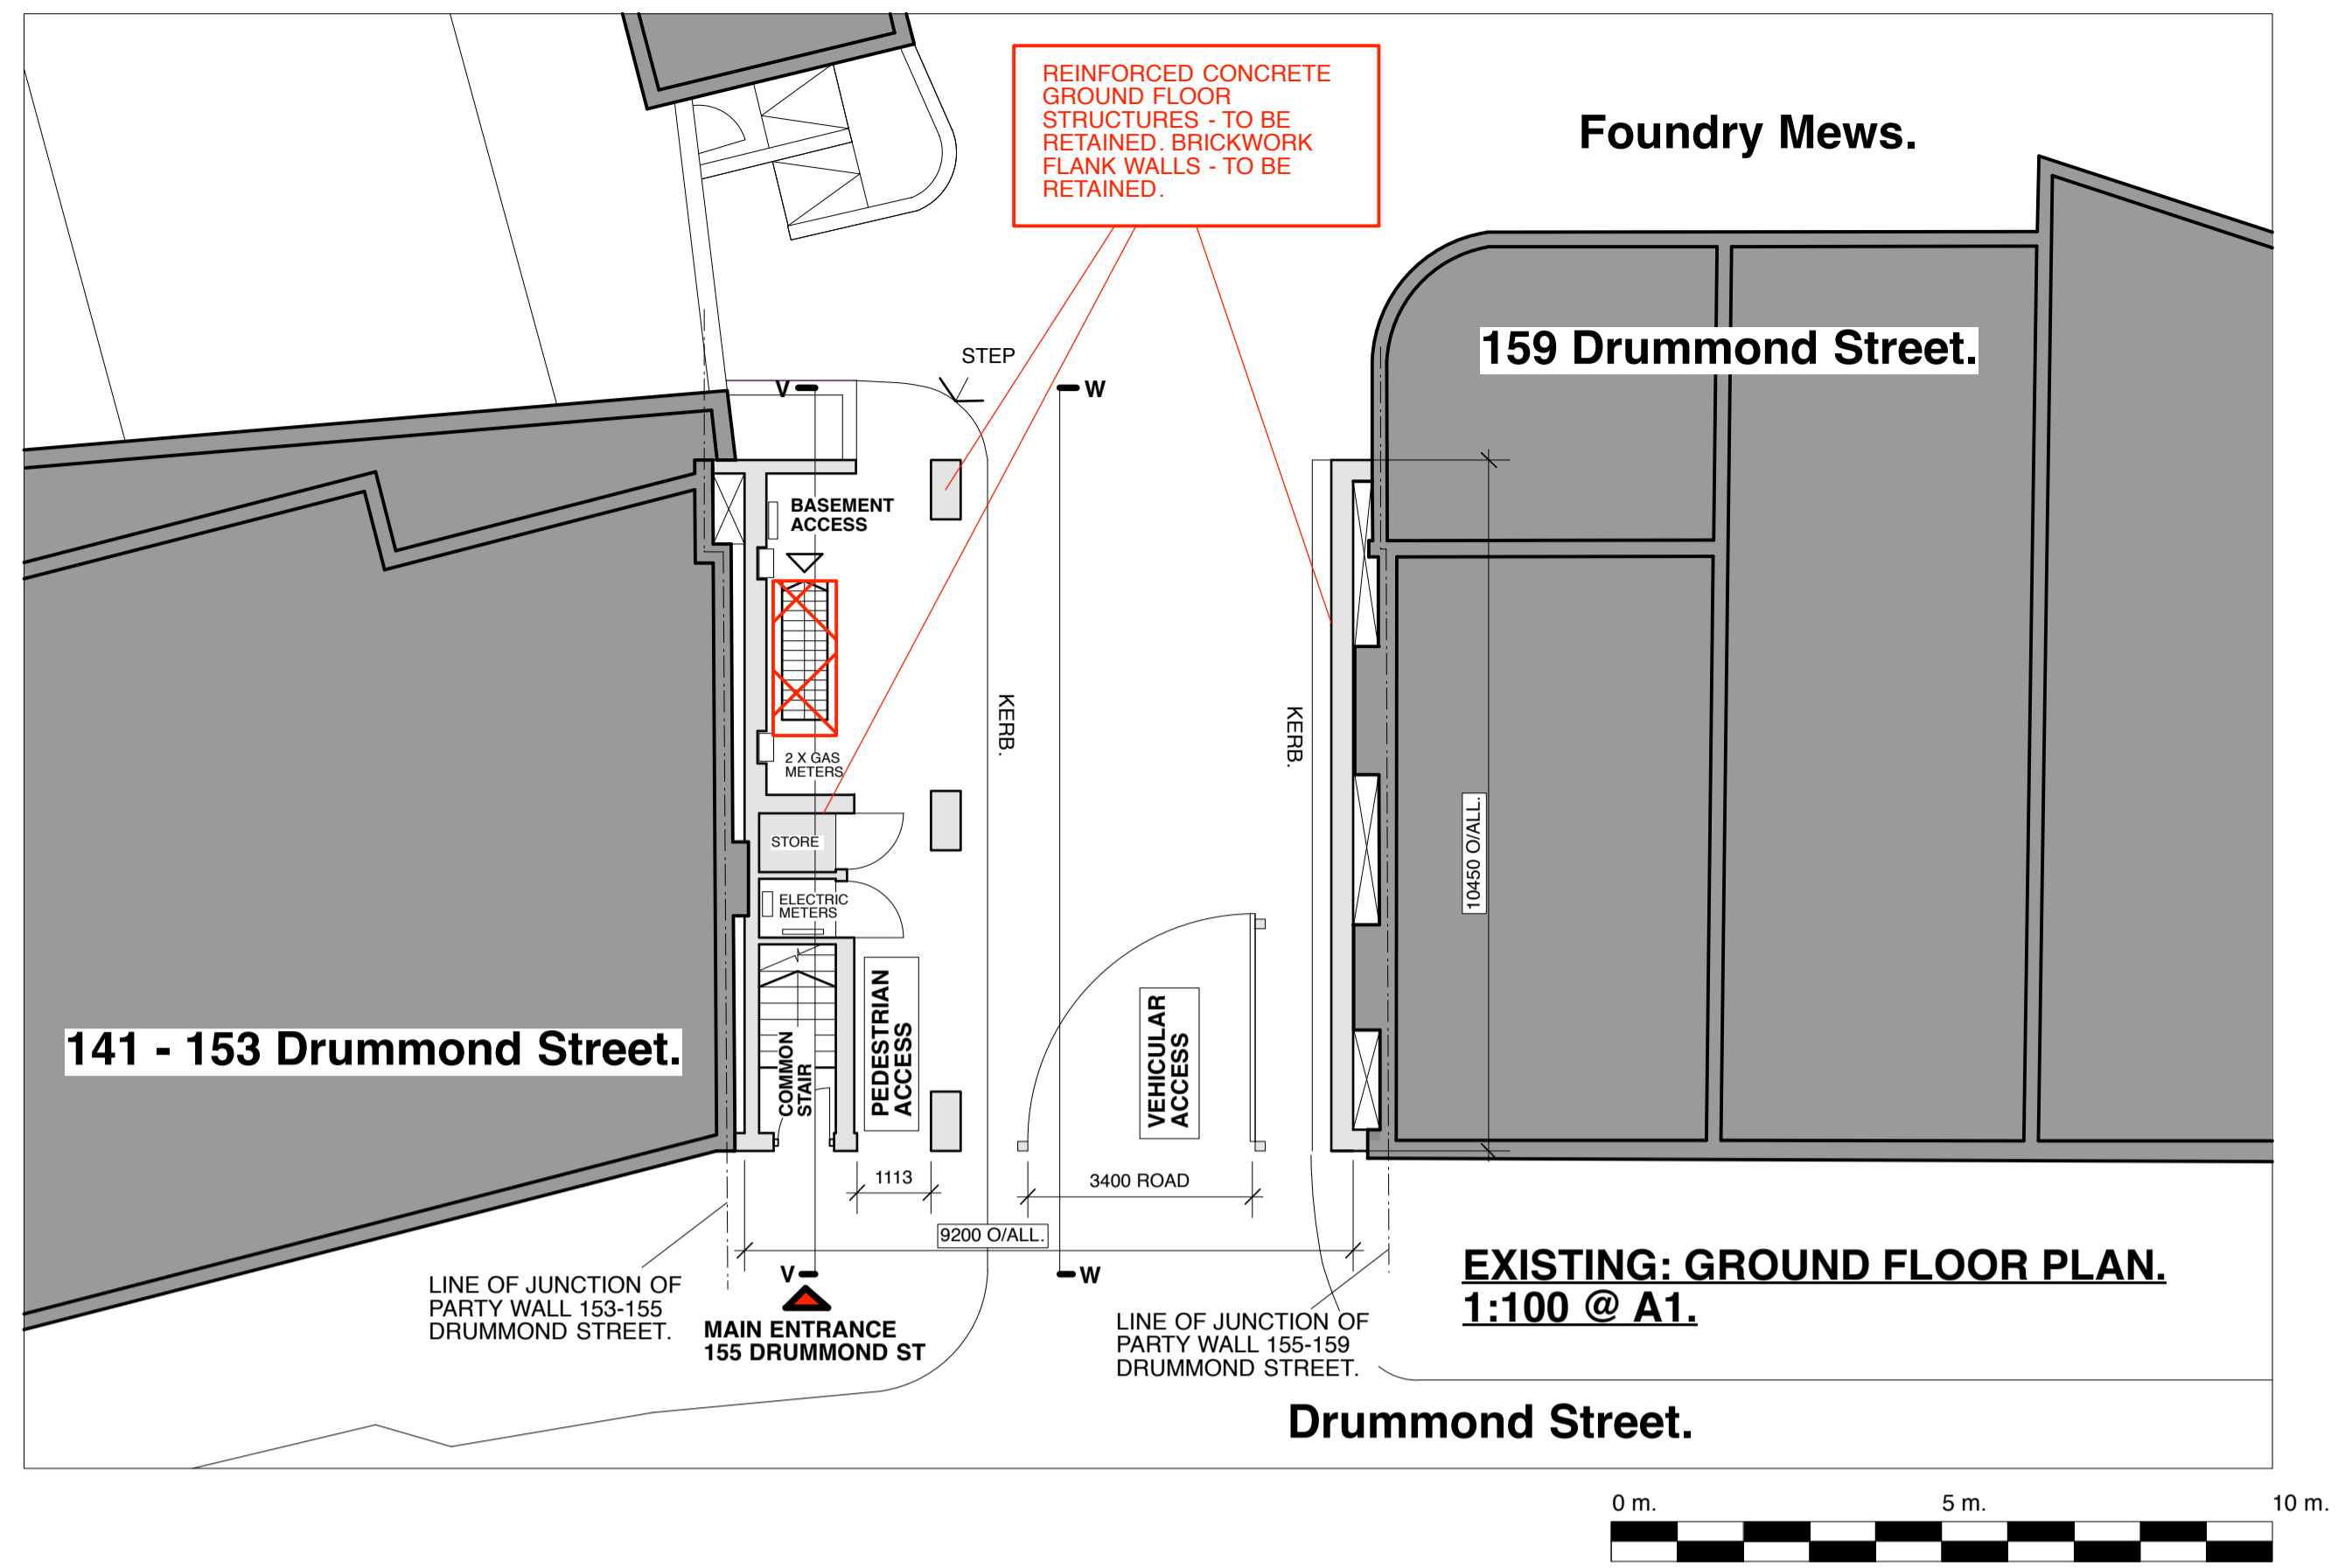 REINFORCED CONCRETE
GROUND FLOOR
STRUCTURES - TO BE
RETAINED. BRICKWORK
FLANK WALLS - TO BE
RETAINED.
Foundry Mews.
159 Drummond Street.
STEP
V
W
BASEMENT
ACCESS
KERB.
KERB.
2 X GAS
METERS
STORE
ELECTRIC
METERS
10450 O/ALL.
141 - 153 Drummond Street.
COMMON
STAIR
PEDESTRIAN
ACCESS
VEHICULAR
ACCESS
1113
3400 ROAD
9200 O/ALL.
V
W
LINE OF JUNCTION OF
PARTY WALL 153-155
DRUMMOND STREET.
MAIN ENTRANCE
155 DRUMMOND ST
LINE OF JUNCTION OF
PARTY WALL 155-159
DRUMMOND STREET.
EXISTING: GROUND FLOOR PLAN.
1:100 @ A1.
Drummond Street.
0 m.
5 m.
10 m.